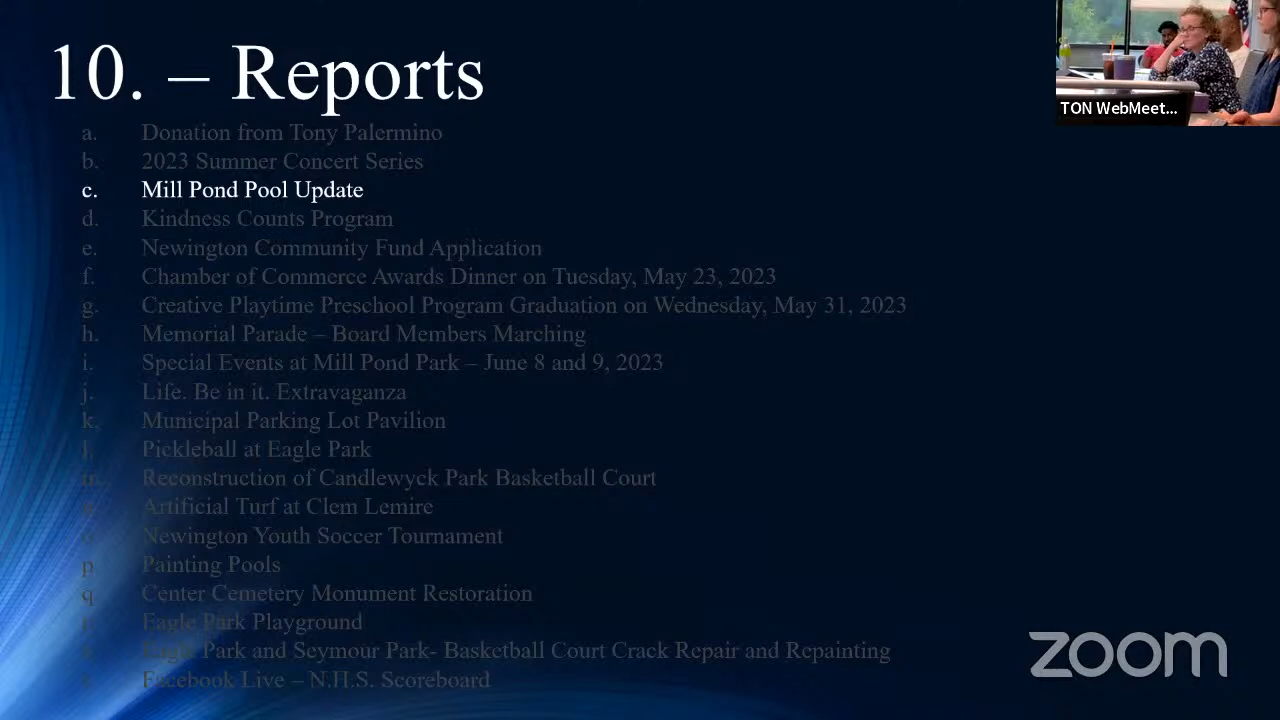 10. – Reports
TON WebMeet...
a. Donation from Tony Palermino
b. 2023 Summer Concert Series
c. Mill Pond Pool Update
d. Kindness Counts Program
e. Newington Community Fund Application
f. Chamber of Commerce Awards Dinner on Tuesday, May 23, 2023
g. Creative Playtime Preschool Program Graduation on Wednesday, May 31, 2023
h. Memorial Parade – Board Members Marching
i. Special Events at Mill Pond Park – June 8 and 9, 2023
j. Life. Be in it. Extravaganza
k. Municipal Parking Lot Pavilion
l. Pickleball at Eagle Park
m. Reconstruction of Candlewyck Park Basketball Court
n. Artificial Turf at Clem Lemire
o. Newington Youth Soccer Tournament
p. Painting Pools
q. Center Cemetery Monument Restoration
r. Eagle Park Playground
s. Eagle Park and Seymour Park- Basketball Court Crack Repair and Repainting
t. Facebook Live – N.H.S. Scoreboard
zoom